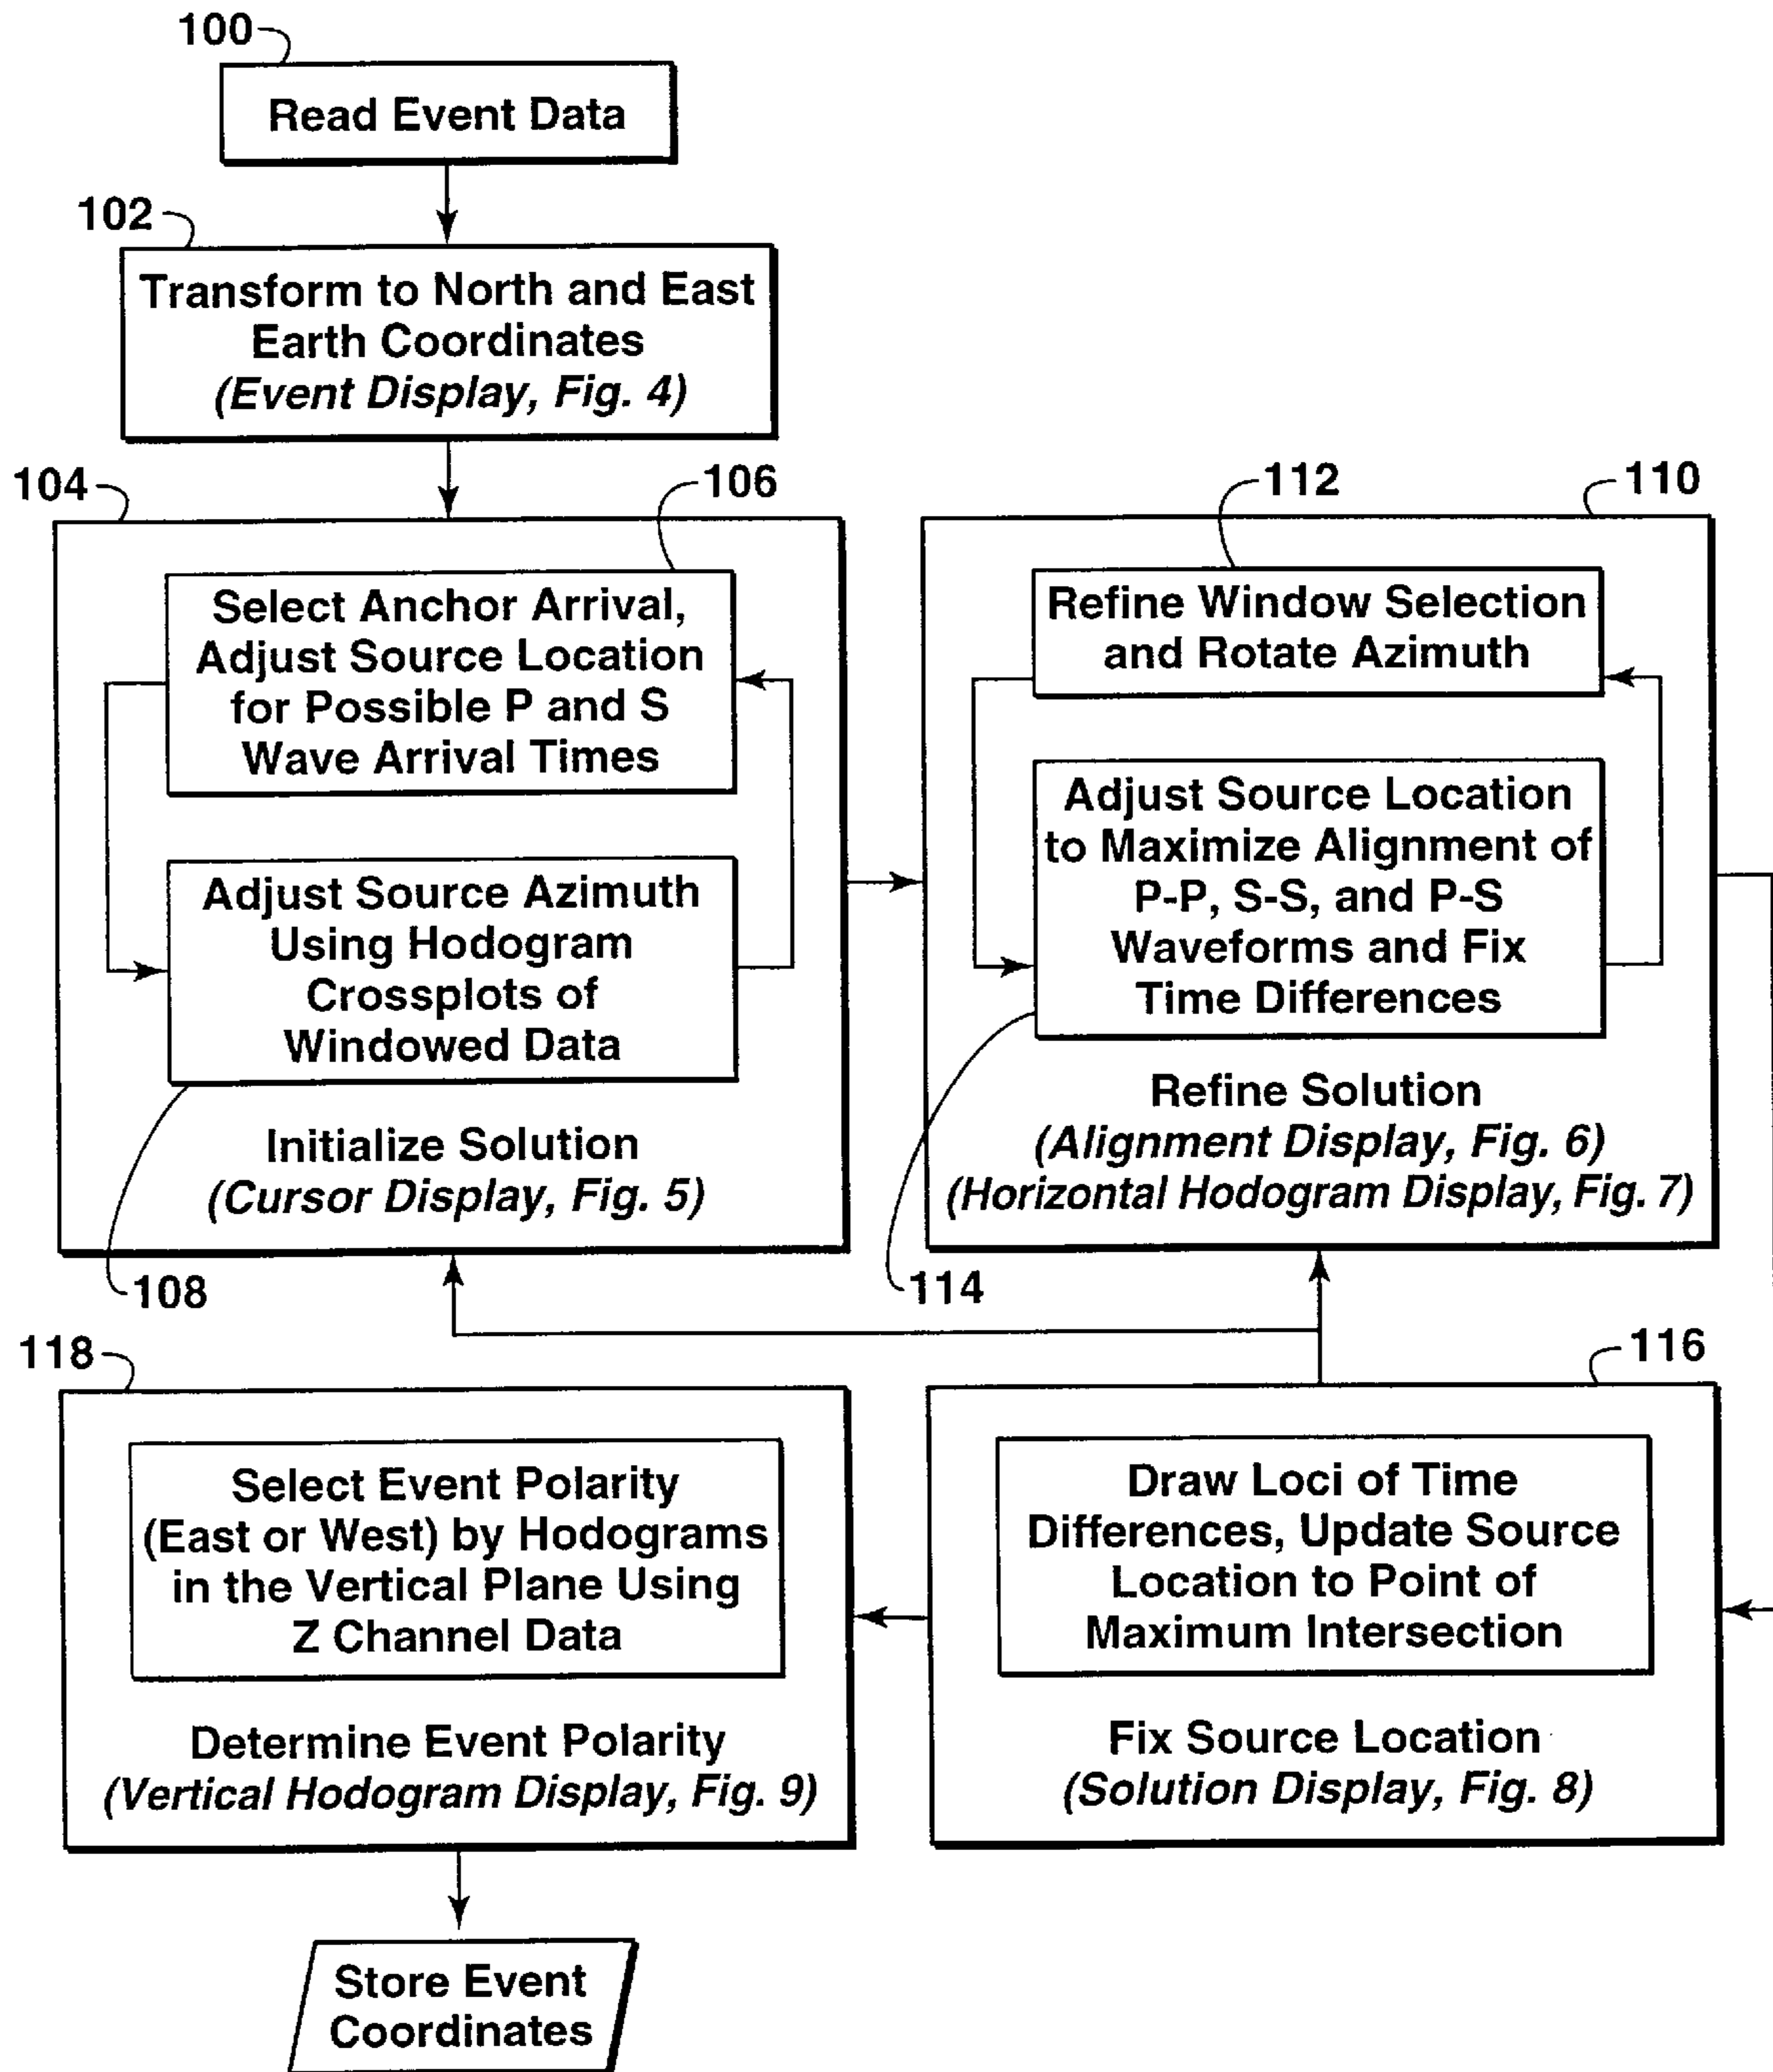 100
Read Event Data
102
Transform to North and East
Earth Coordinates
(Event Display, Fig. 4)
104
106
Select Anchor Arrival,
Adjust Source Location
for Possible P and S
Wave Arrival Times
Adjust Source Azimuth
Using Hodogram
Crossplots of
Windowed Data
Initialize Solution
(Cursor Display, Fig. 5)
108
112
110
Refine Window Selection
and Rotate Azimuth
Adjust Source Location
to Maximize Alignment of
P-P, S-S, and P-S
Waveforms and Fix
Time Differences
Refine Solution
(Alignment Display, Fig. 6)
(Horizontal Hodogram Display, Fig. 7)
114
116
Draw Loci of Time
Differences, Update Source
Location to Point of
Maximum Intersection
Fix Source Location
(Solution Display, Fig. 8)
118
Select Event Polarity
(East or West) by Hodograms
in the Vertical Plane Using
Z Channel Data
Determine Event Polarity
(Vertical Hodogram Display, Fig. 9)
Store Event
Coordinates